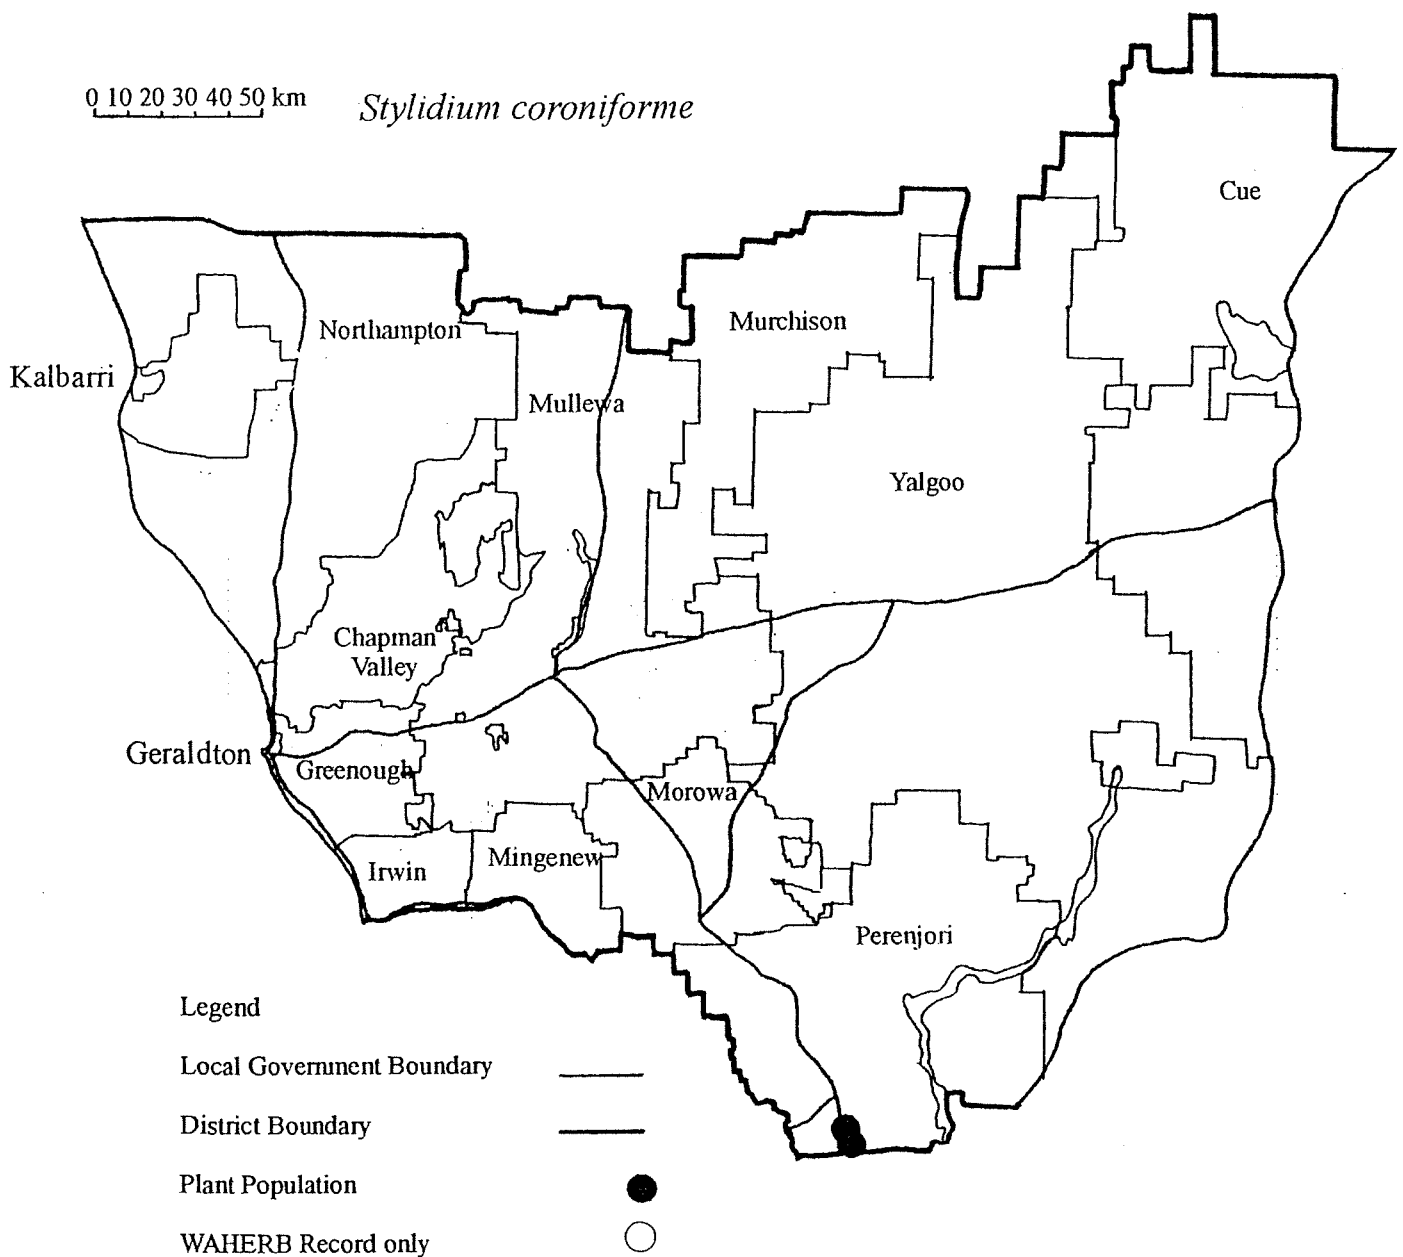 0 10 20 30 40 50 km
Stylidium coroniforme
Cue
Northampton
Murchison
Kalbarri
Mullewa
Yalgoo
Chapman
Valley
Geraldton
Greenough
Morowa
Irwin
Mingenew
Perenjori
Legend
Local Government Boundary
District Boundary
Plant Population
WAHERB Record only